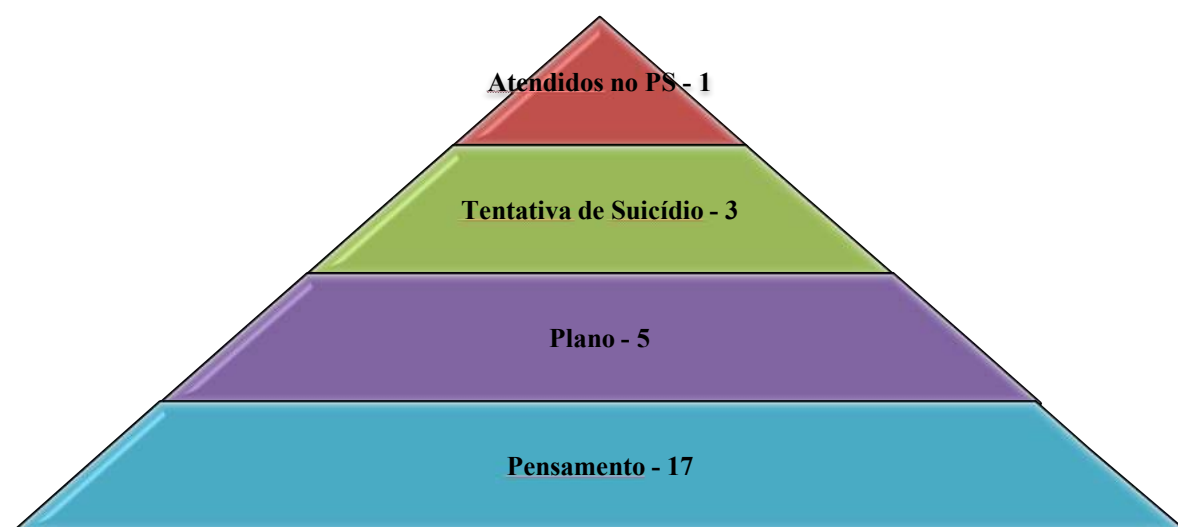 Atendidos no PS - 1
Tentativa de Suicídio - 3
Plano - 5
Pensamento - 17